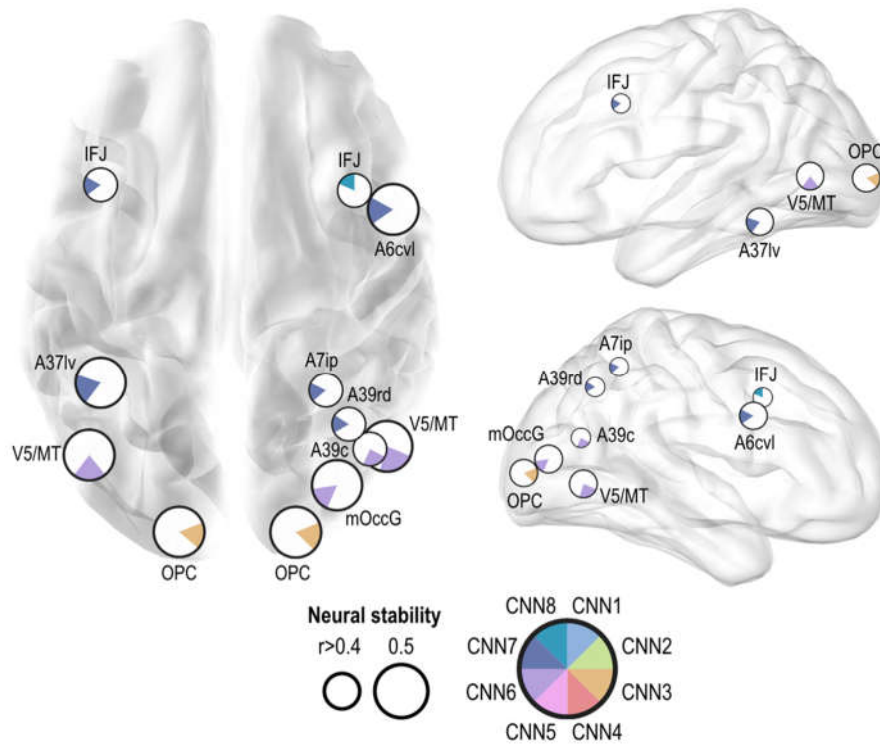 IFJ
IFJ
A6cvl
A37lv
A7ip
A39rd
V5/MT
V5/MT
A39c
mOccG
OPC
OPC
IFJ
OPC
V5/MT
A37lv
A7ip
A39rd
IFJ
A6cvl
mOccG
A39c
OPC
V5/MT
Neural stability
r>0.4 0.5
CNN8 CNN1
CNN7 CNN2
CNN6 CNN3
CNN5 CNN4